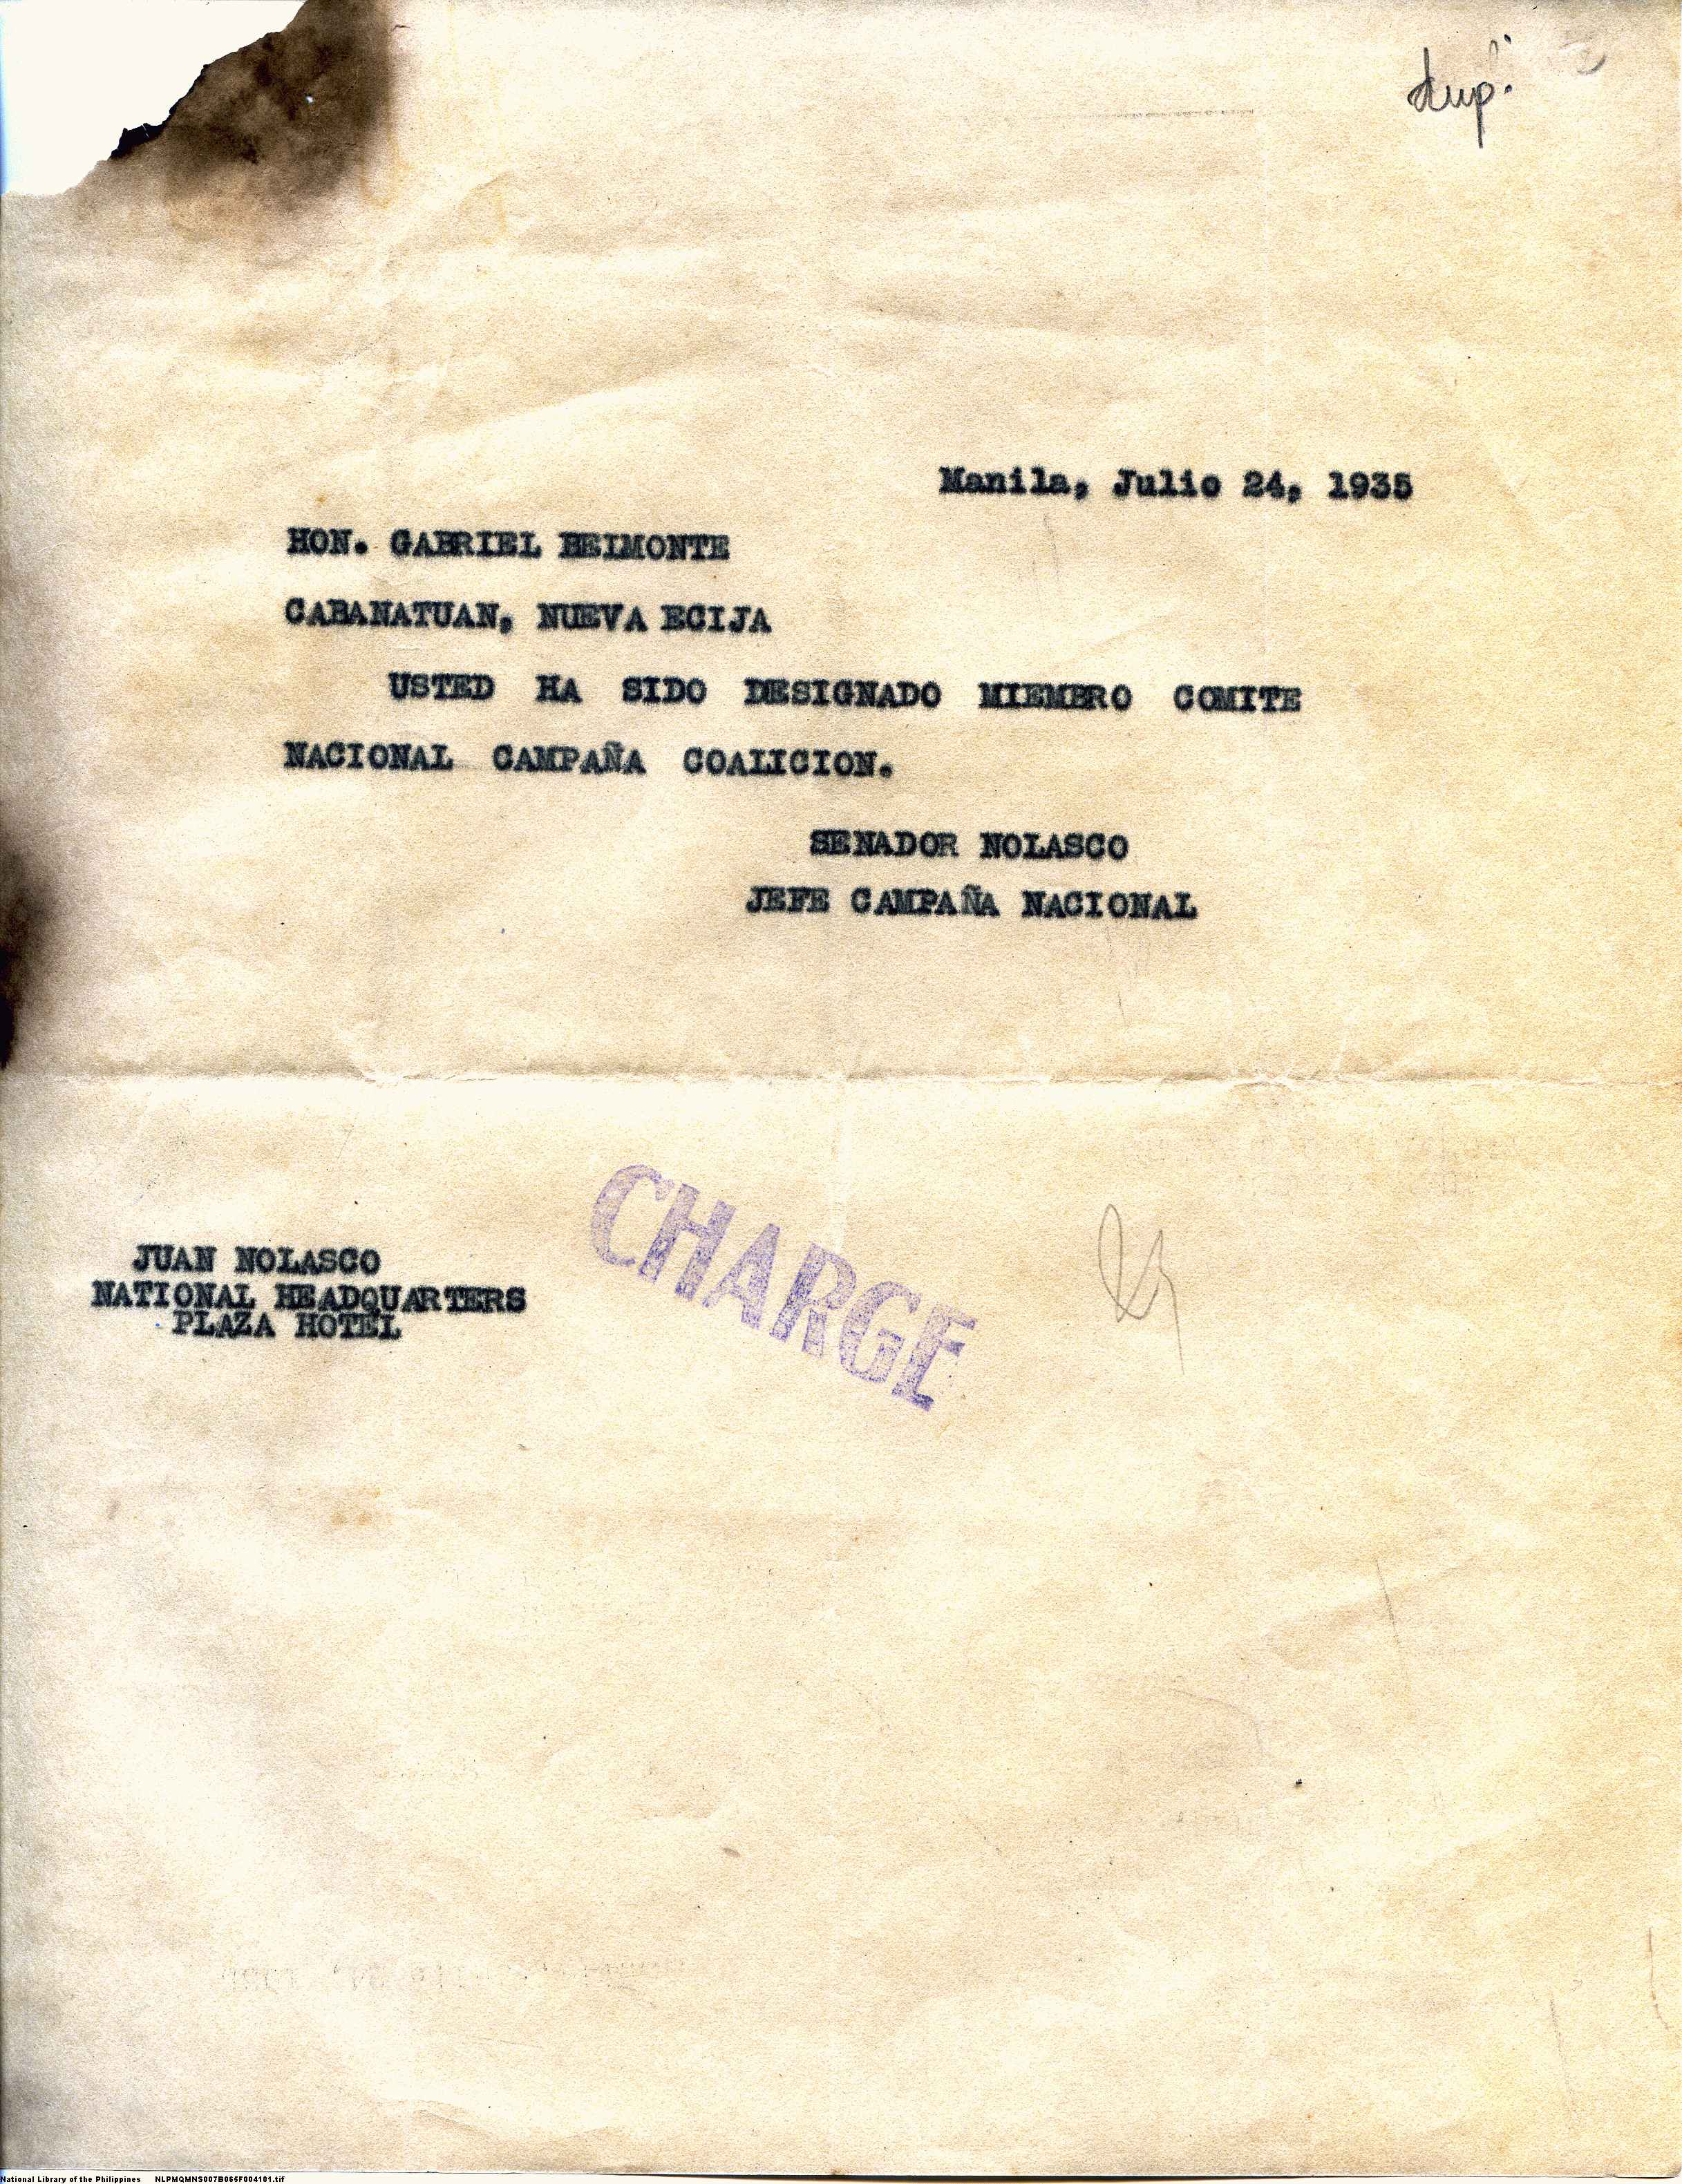 dup.
Manila, Julio 24, 1935
HON. GABRIEL BELMONTE
CABANATUAN, NUEVA ECIJA
USTED HA SIDO DESIGNADO MIEMBRO COMITE
NACIONAL CAMPAÑA COALICION.
SENADOR NOLASCO
JEFE CAMPAÑA NACIONAL
CHARGE
JUAN NOLASCO
NATIONAL HEADQUARTERS
PLAZA HOTEL
National Library of the Philippines NLPMQMNS007B065F004101.tif